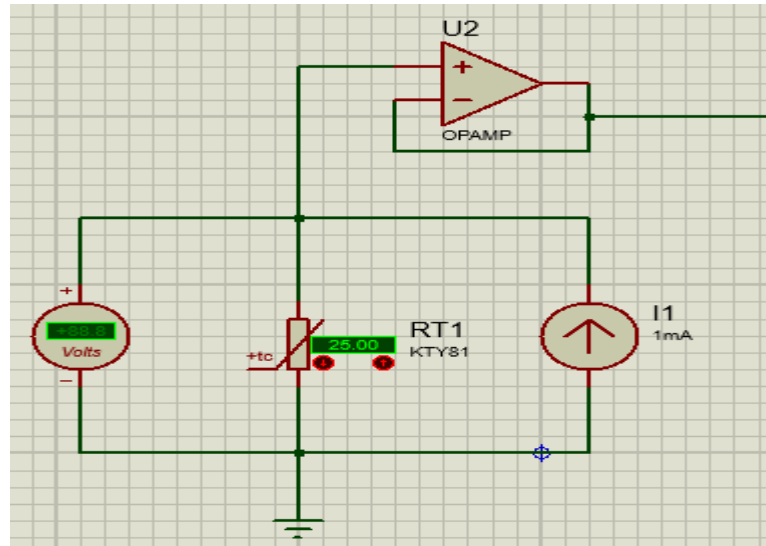 U2
+
−
OPAMP
+
+88.8
Volts
−
+tc
25.00
RT1
KTY81
I1
1mA